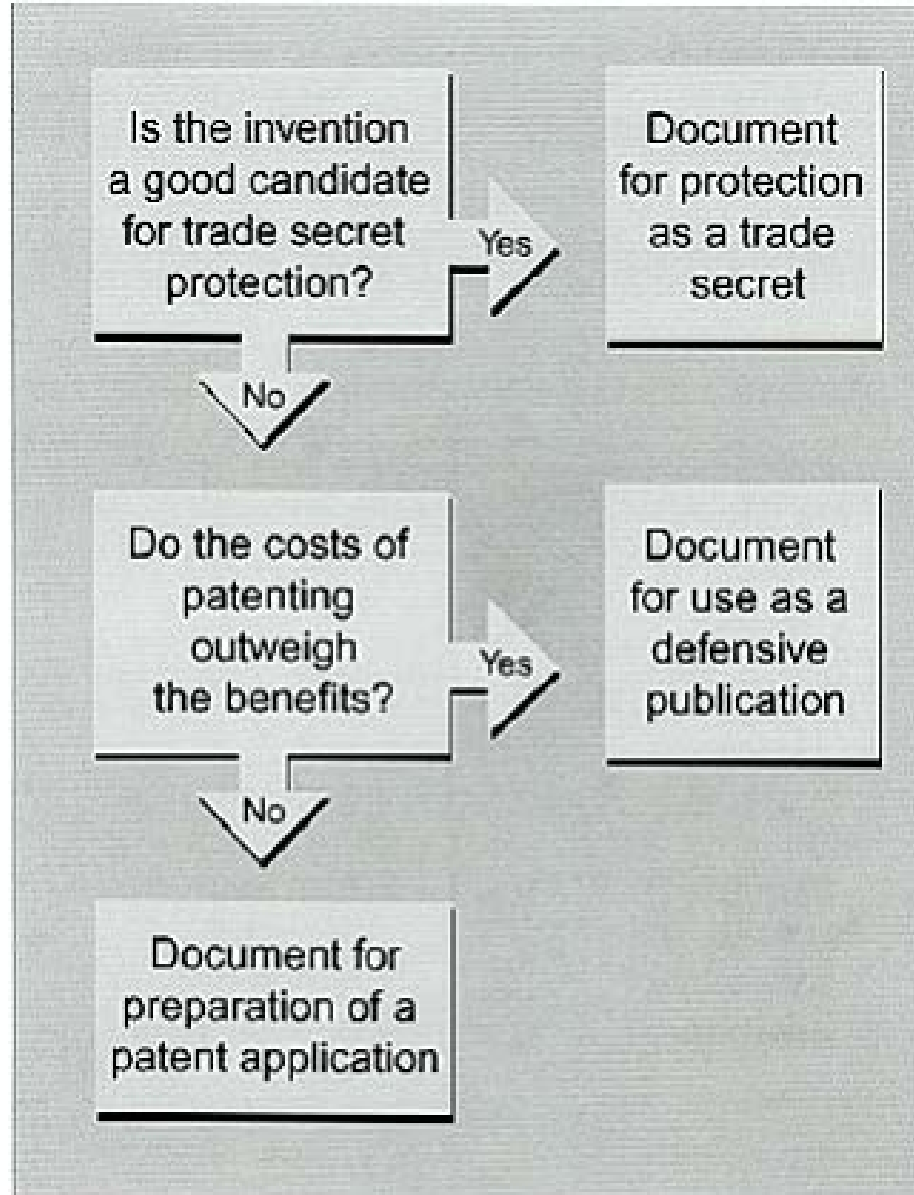 Is the invention
a good candidate
for trade secret
protection?
Yes
Document
for protection
as a trade
secret
No
Do the costs of
patenting
outweigh
the benefits?
Yes
Document
for use as a
defensive
publication
No
Document for
preparation of a
patent application